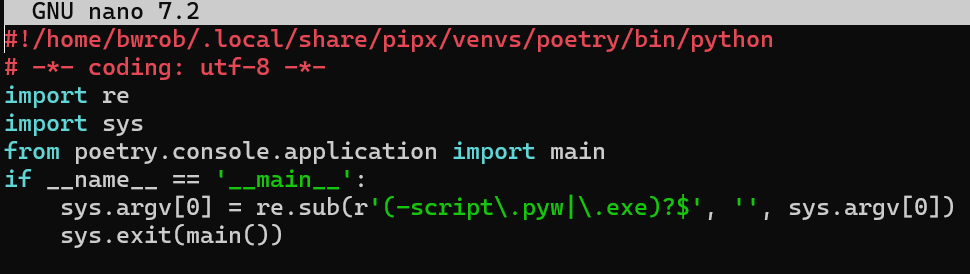 GNU nano 7.2
#!/home/bwrob/.local/share/pipx/venvs/poetry/bin/python
# -*- coding: utf-8 -*-
import re
import sys
from poetry.console.application import main
if __name__ == '__main__':
    sys.argv[0] = re.sub(r'(-script\.pyw|\.exe)?$', '', sys.argv[0])
    sys.exit(main())